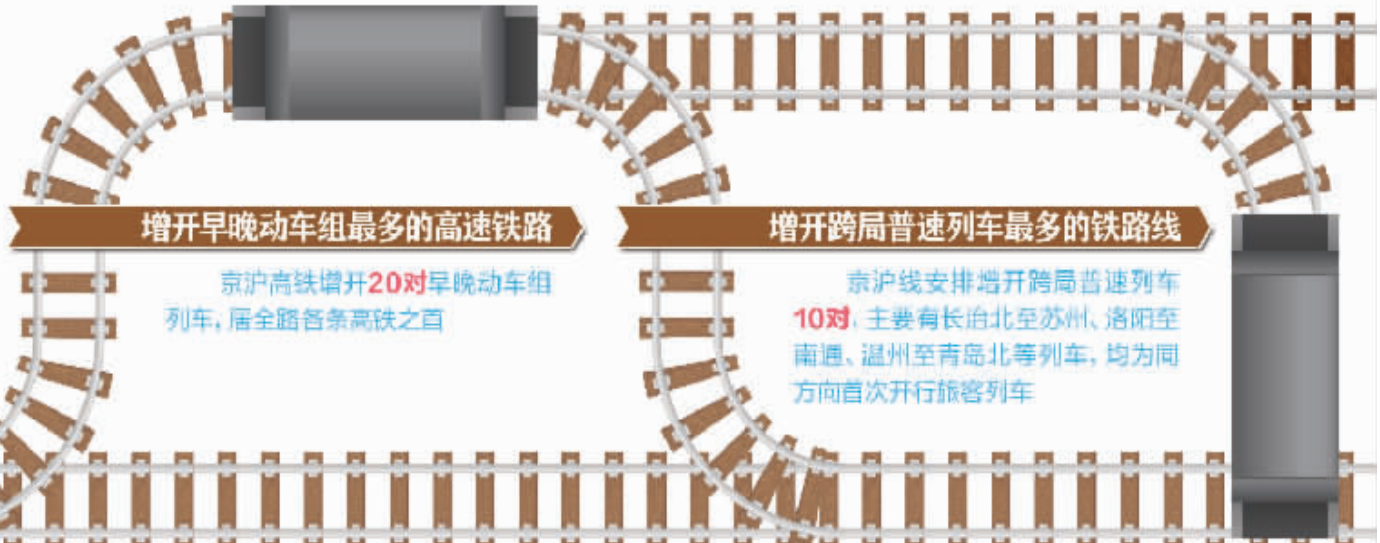 增开早晚动车组最多的高速铁路
京沪高铁增开20对早晚动车组
列车，居全路各条高铁之首
增开跨局普速列车最多的铁路线
京沪线安排增开跨局普速列车
10对，主要有长治北至苏州、洛阳至
南通、温州至青岛北等列车，均为同
方向首次开行旅客列车